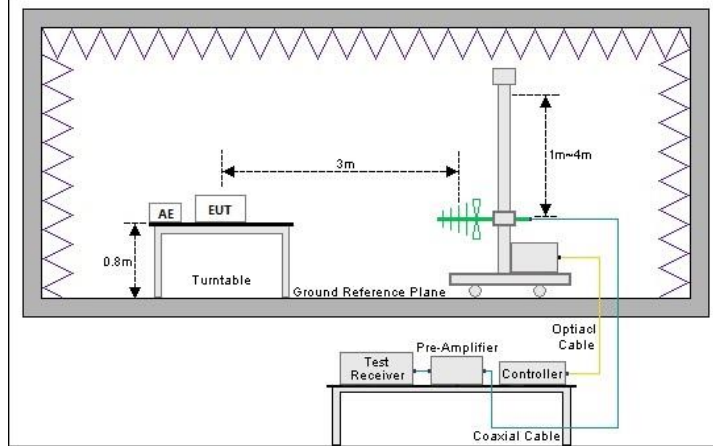 3m
1m~4m
AE
EUT
0.8m
Turntable
Ground Reference Plane
Optiacl
Cable
Pre-Amplifier
Test
Receiver
Controller
Coaxial Cable